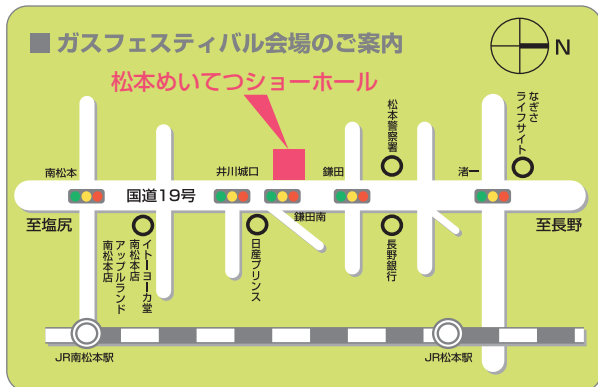 ■ ガスフェスティバル会場のご案内
松本めいてつショーホール
N
なぎさ
ライフサイト
松本警察署
南松本
井川城口
鎌田
渚一
国道19号
鎌田南
至塩尻
至長野
イトーヨーカ堂
南松本店
アップルランド
南松本店
日産プリンス
長野銀行
JR南松本駅
JR松本駅